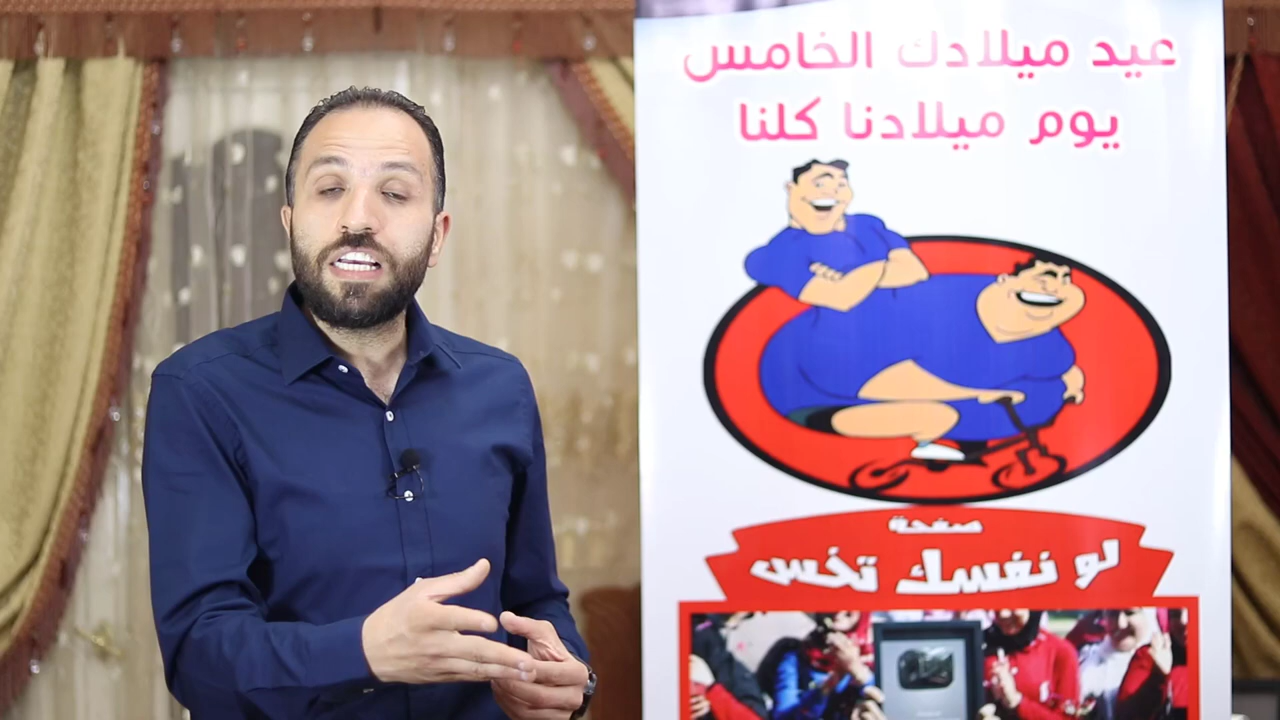 عيد ميلادك الخامس
يوم ميلادنا كلنا
صفحة
لو نفسك تخس